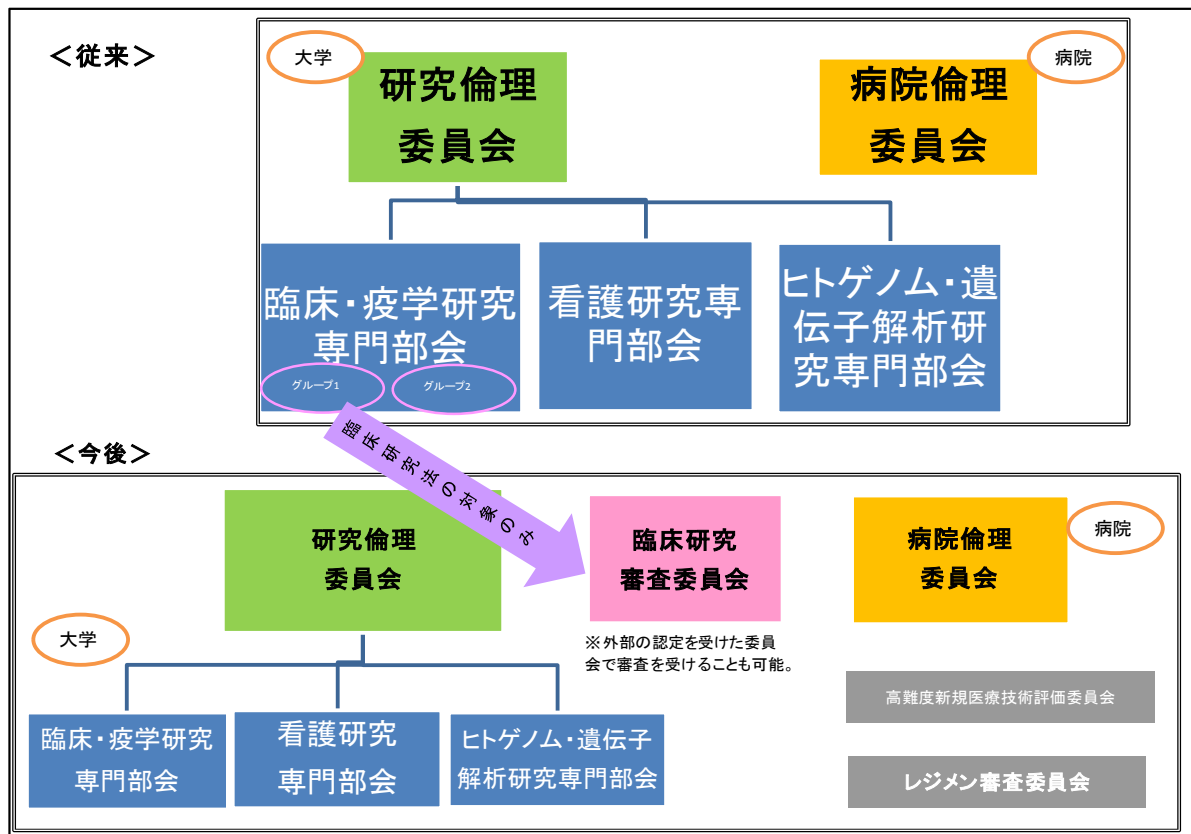 ＜従来＞
大学
病院
研究倫理
委員会
病院倫理
委員会
臨床・疫学研究
専門部会
グループ1
グループ2
看護研究専
門部会
ヒトゲノム・遺
伝子解析研
究専門部会
臨床研究法の対象のみ
＜今後＞
研究倫理
委員会
臨床研究
審査委員会
病院倫理
委員会
病院
大学
※外部の認定を受けた委員
会で審査を受けることも可能。
臨床・疫学研究
専門部会
看護研究
専門部会
ヒトゲノム・遺伝子
解析研究専門部会
高難度新規医療技術評価委員会
レジメン審査委員会